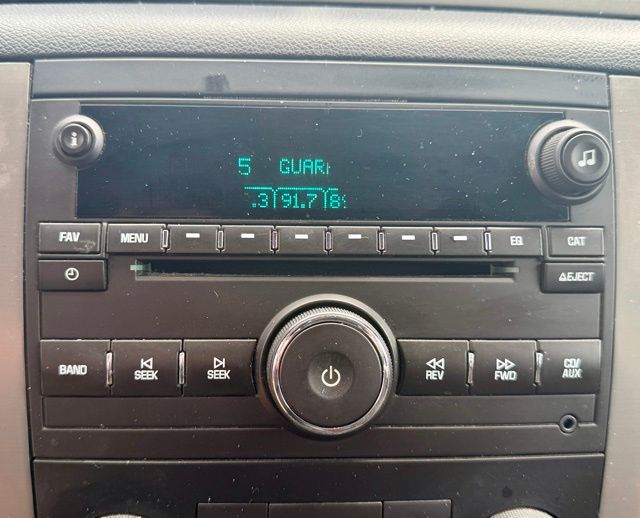 5 GUAR
.3 91.7 8
FAV MENU EQ CAT
EJECT
BAND SEEK SEEK REV FWD CD/
AUX